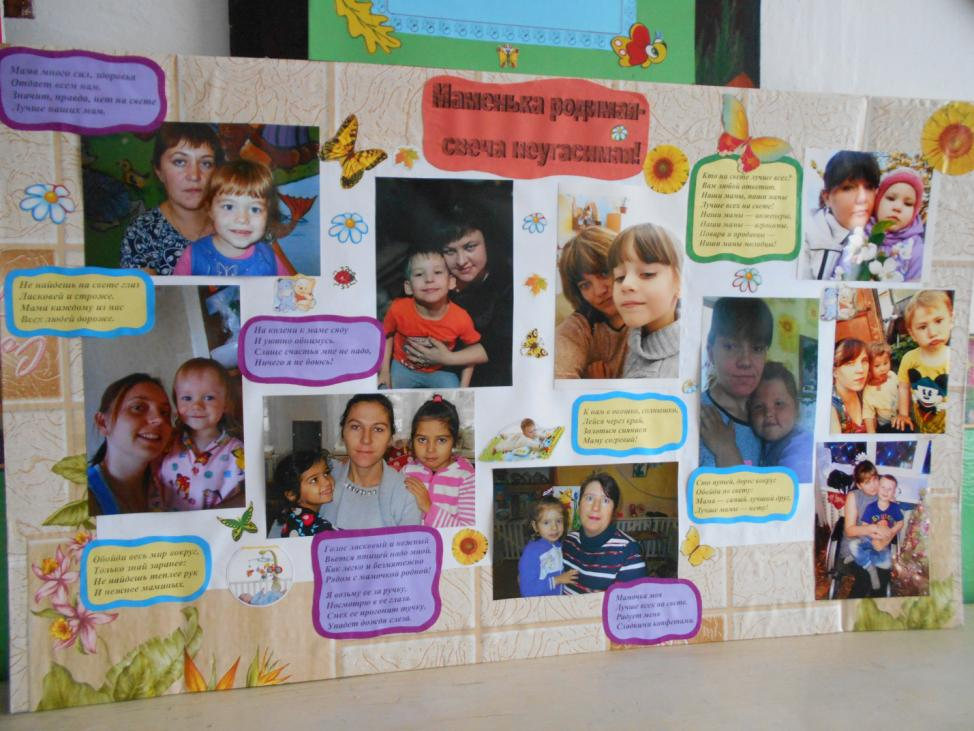 Мама много сил, здоровья
Отдает всем нам.
Значит, правда, нет на свете
Лучше наших мам.
Маменька родимая-
свеча неугасимая!
Кто на свете лучше всех?
Вам любой ответит.
Наши мамы, наши мамы
Лучше всех на свете!
Наши мамы — инженеры,
Наши мамы — агрономы,
Повара и продавцы —
Наши мамы молодцы!
Не найдешь на свете глаз
Ласковей и строже.
Мама каждому из нас
Всех людей дороже.
На колени к маме сяду
И уютно обнимусь.
Слаще счастья мне не надо,
Ничего я не боюсь!
К нам в окошко, солнышко,
Лейся через край,
Золотым сиянием
Маму согревай!
Сто путей, дорог вокруг
Обойди по свету:
Мама — самый лучший друг,
Лучше мамы — нету!
Обойди весь мир вокруг,
Только знай заранее:
Не найдешь теплее рук
И нежнее маминых.
Голос ласковый и нежный
Вьется птицей надо мной.
Как легко и безмятежно
Рядом с мамочкой родной!
Я возьму ее за ручку,
Посмотрю в ее глаза.
Смех ее прогонит тучку,
Упадет дождя слеза.
Мамочка моя
Лучше всех на свете.
Радует меня
Сладкими конфетами.